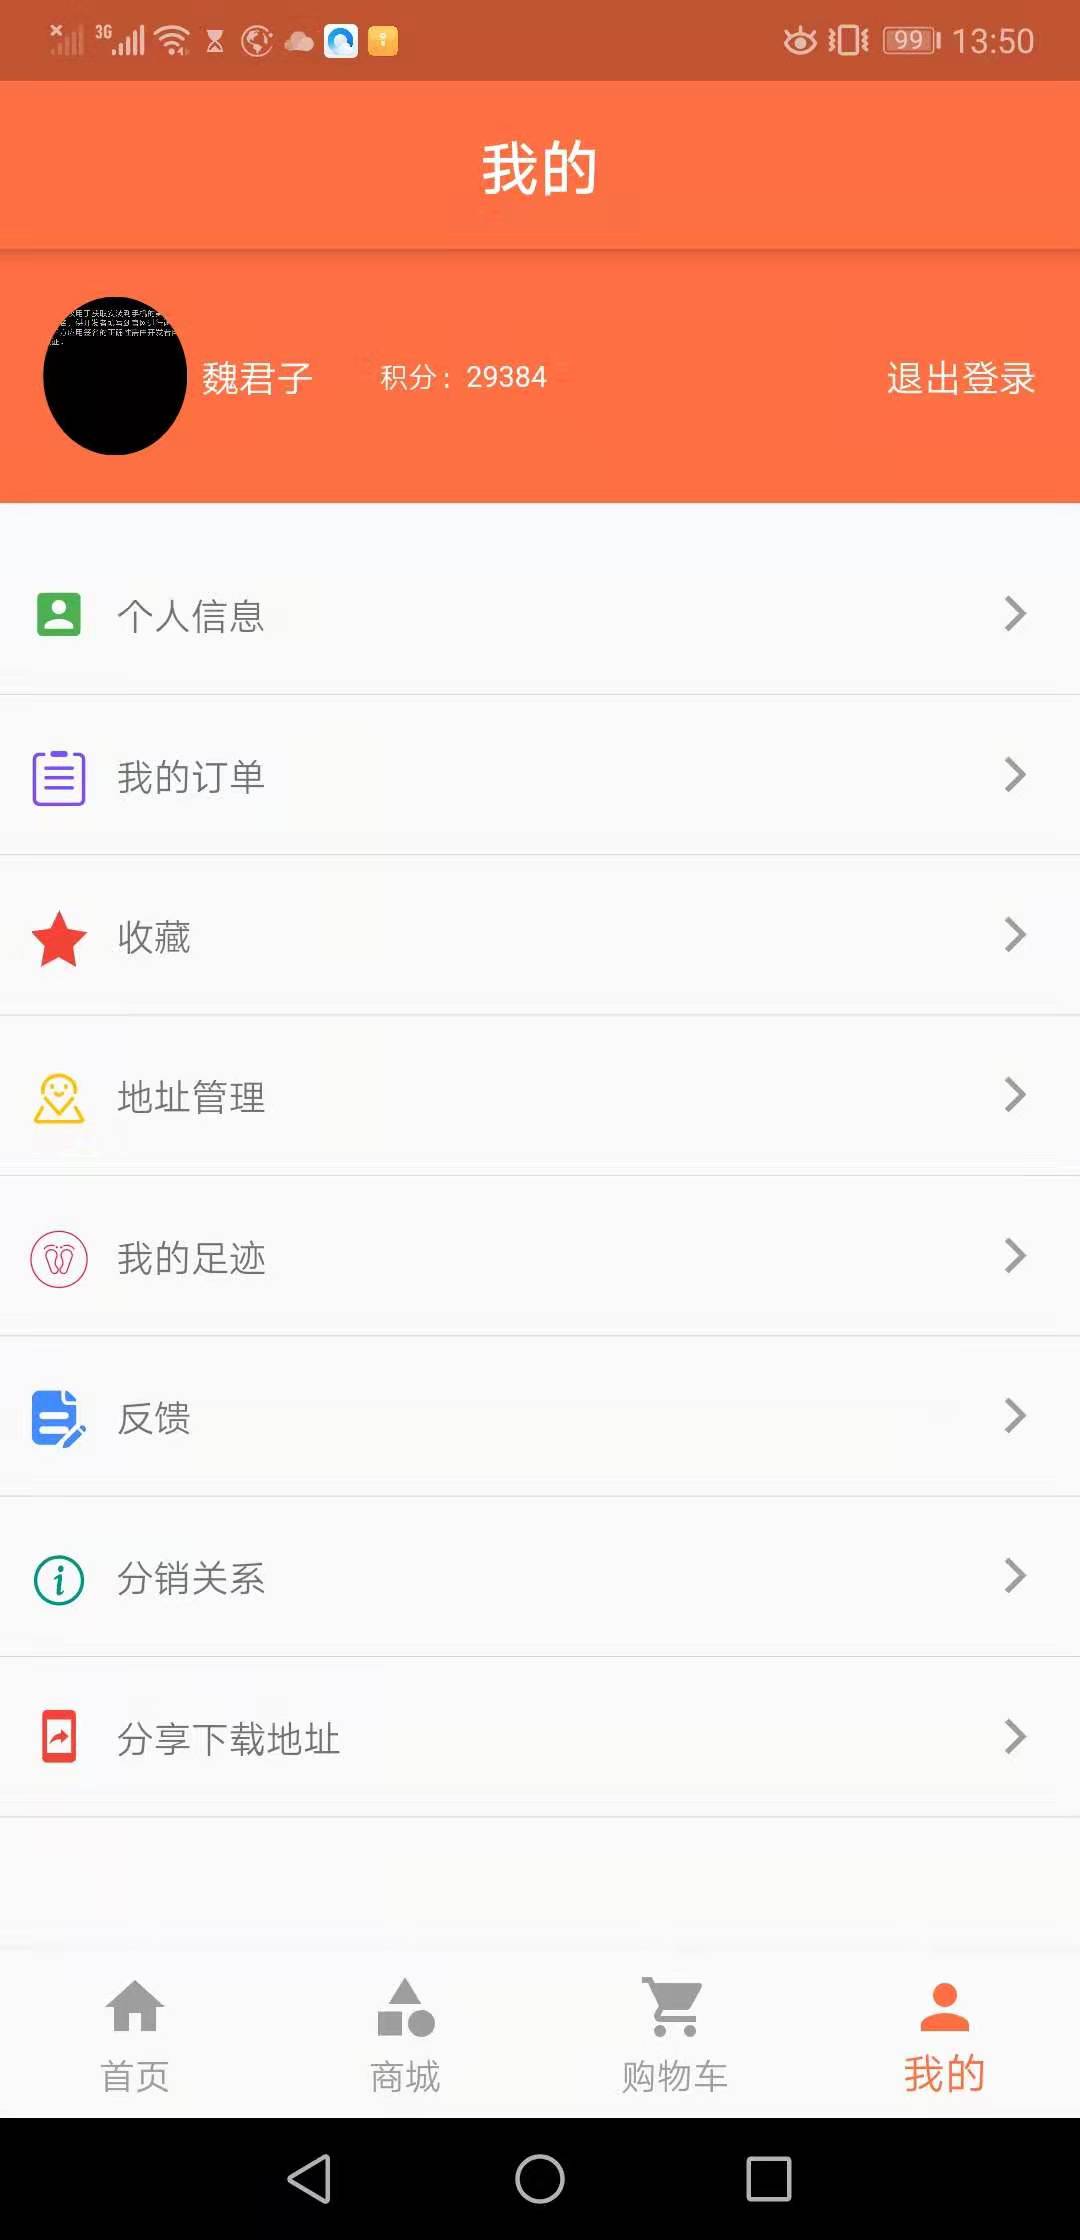 3G 99 13:50
我的
魏君子 积分：29384 退出登录
个人信息
我的订单
收藏
地址管理
我的足迹
反馈
分销关系
分享下载地址
首页 商城 购物车 我的